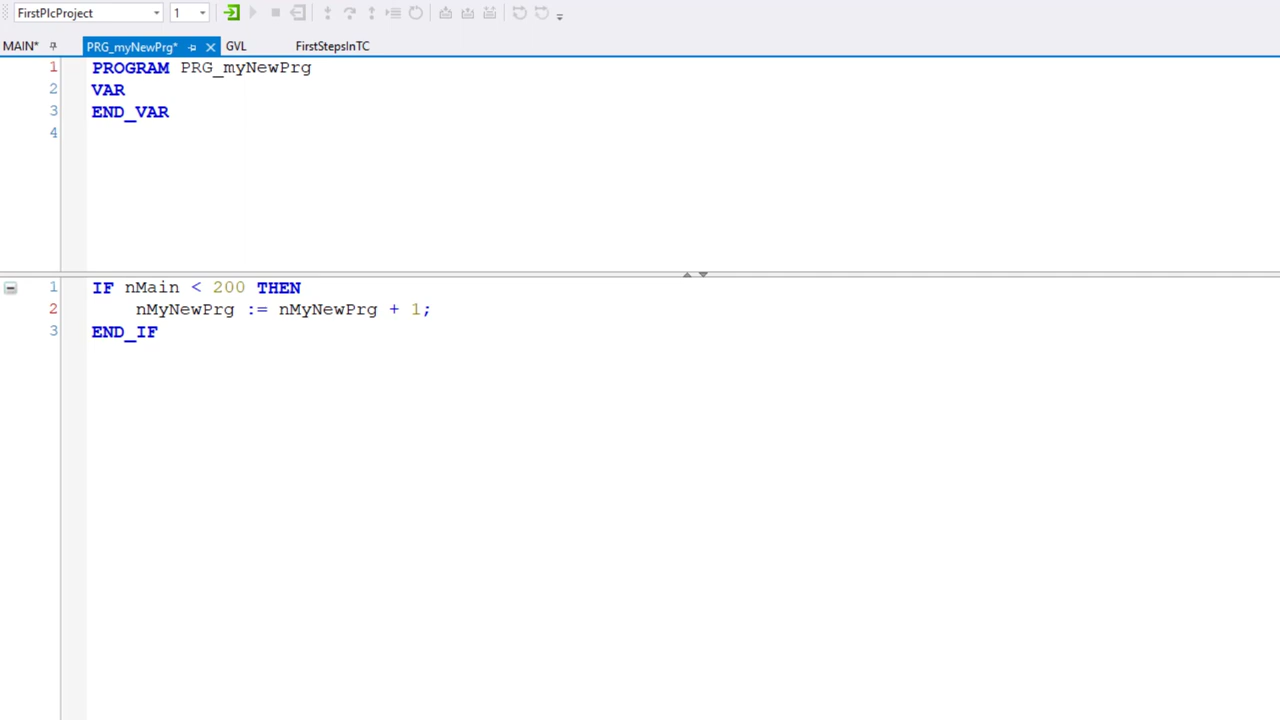 FirstPlcProject 1
MAIN* PRG_myNewPrg* GVL FirstStepsInTC
1 PROGRAM PRG_myNewPrg
2 VAR
3 END_VAR
4
1 IF nMain < 200 THEN
2 nMyNewPrg := nMyNewPrg + 1;
3 END_IF